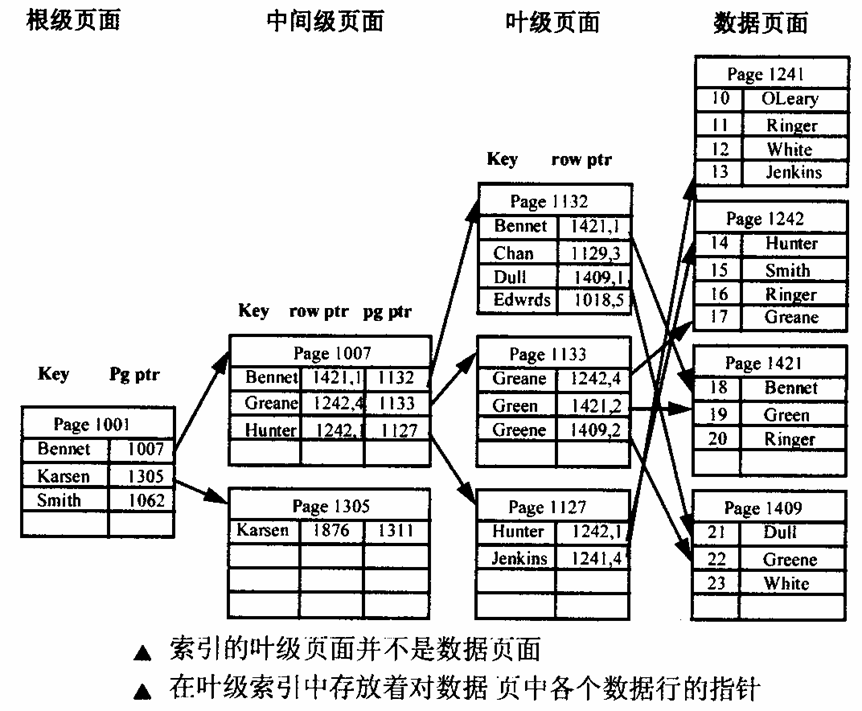 根级页面 中间级页面 叶级页面 数据页面
Key Pg ptr
Page 1001
Bennet 1007
Karsen 1305
Smith 1062
Key row ptr pg ptr
Page 1007
Bennet 1421,1 1132
Greane 1242,4 1133
Hunter 1242,1 1127
Page 1305
Karsen 1876 1311
Key row ptr
Page 1132
Bennet 1421,1
Chan 1129,3
Dull 1409,1
Edwrds 1018,5
Page 1133
Greane 1242,4
Green 1421,2
Greene 1409,2
Page 1127
Hunter 1242,1
Jenkins 1241,4
Page 1241
10 OLeary
11 Ringer
12 White
13 Jenkins
Page 1242
14 Hunter
15 Smith
16 Ringer
17 Greane
Page 1421
18 Bennet
19 Green
20 Ringer
Page 1409
21 Dull
22 Greene
23 White
▲ 索引的叶级页面并不是数据页面
▲ 在叶级索引中存放着对数据 页中各个数据行的指针